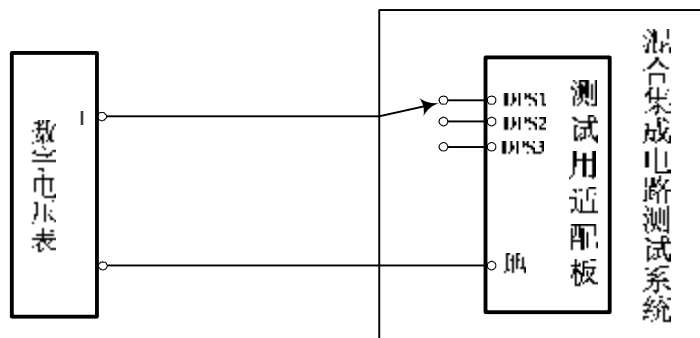 数字电压表
I
DPS1
DPS2
DPS3
地
测试用适配板
混合集成电路测试系统